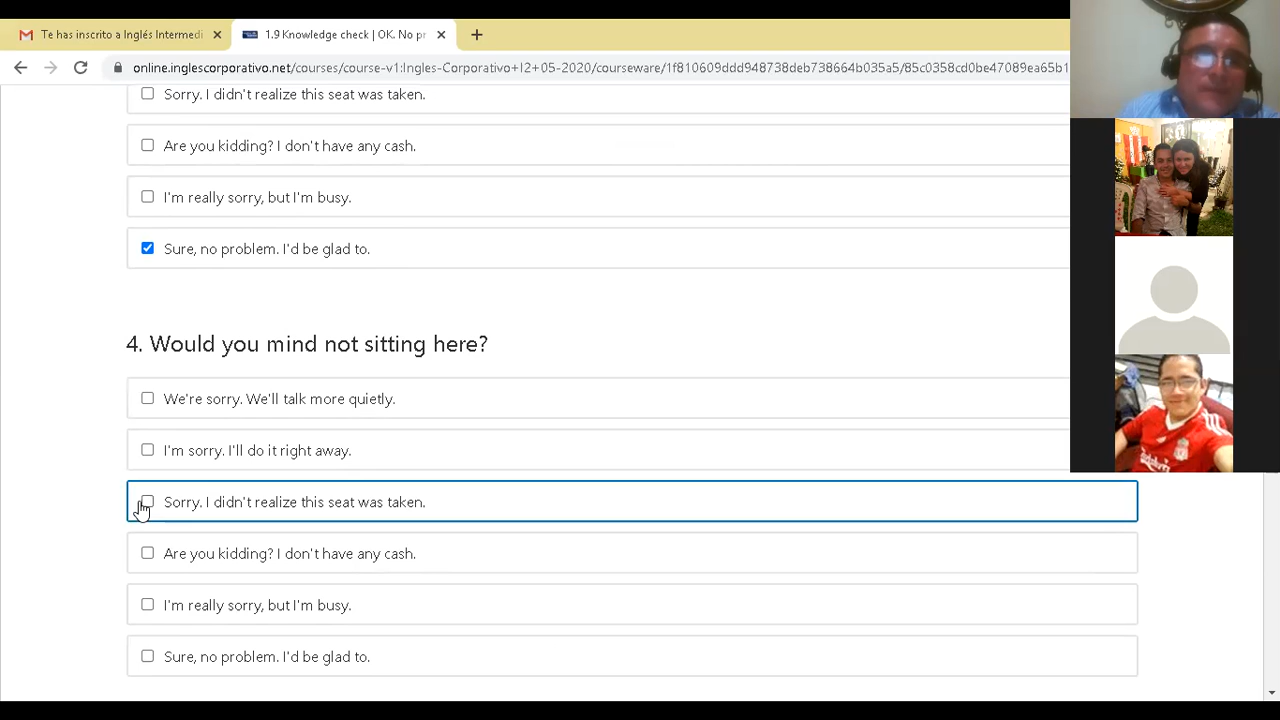 Te has inscrito a Inglés Intermedi
1.9 Knowledge check | OK. No pr
online.inglescorporativo.net/courses/course-v1:Ingles-Corporativo+I2+05-2020/courseware/1f810609ddd948738deb738664b035a5/85c0358cd0be47089ea65b1
Sorry. I didn't realize this seat was taken.
Are you kidding? I don't have any cash.
I'm really sorry, but I'm busy.
Sure, no problem. I'd be glad to.
4. Would you mind not sitting here?
We're sorry. We'll talk more quietly.
I'm sorry. I'll do it right away.
Sorry. I didn't realize this seat was taken.
Are you kidding? I don't have any cash.
I'm really sorry, but I'm busy.
Sure, no problem. I'd be glad to.